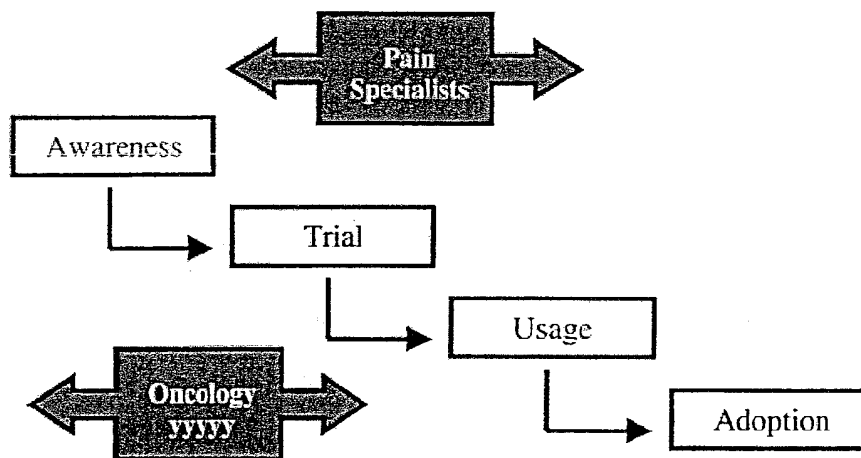 Pain
Specialists
Awareness
Trial
Usage
Oncology
yyyyy
Adoption